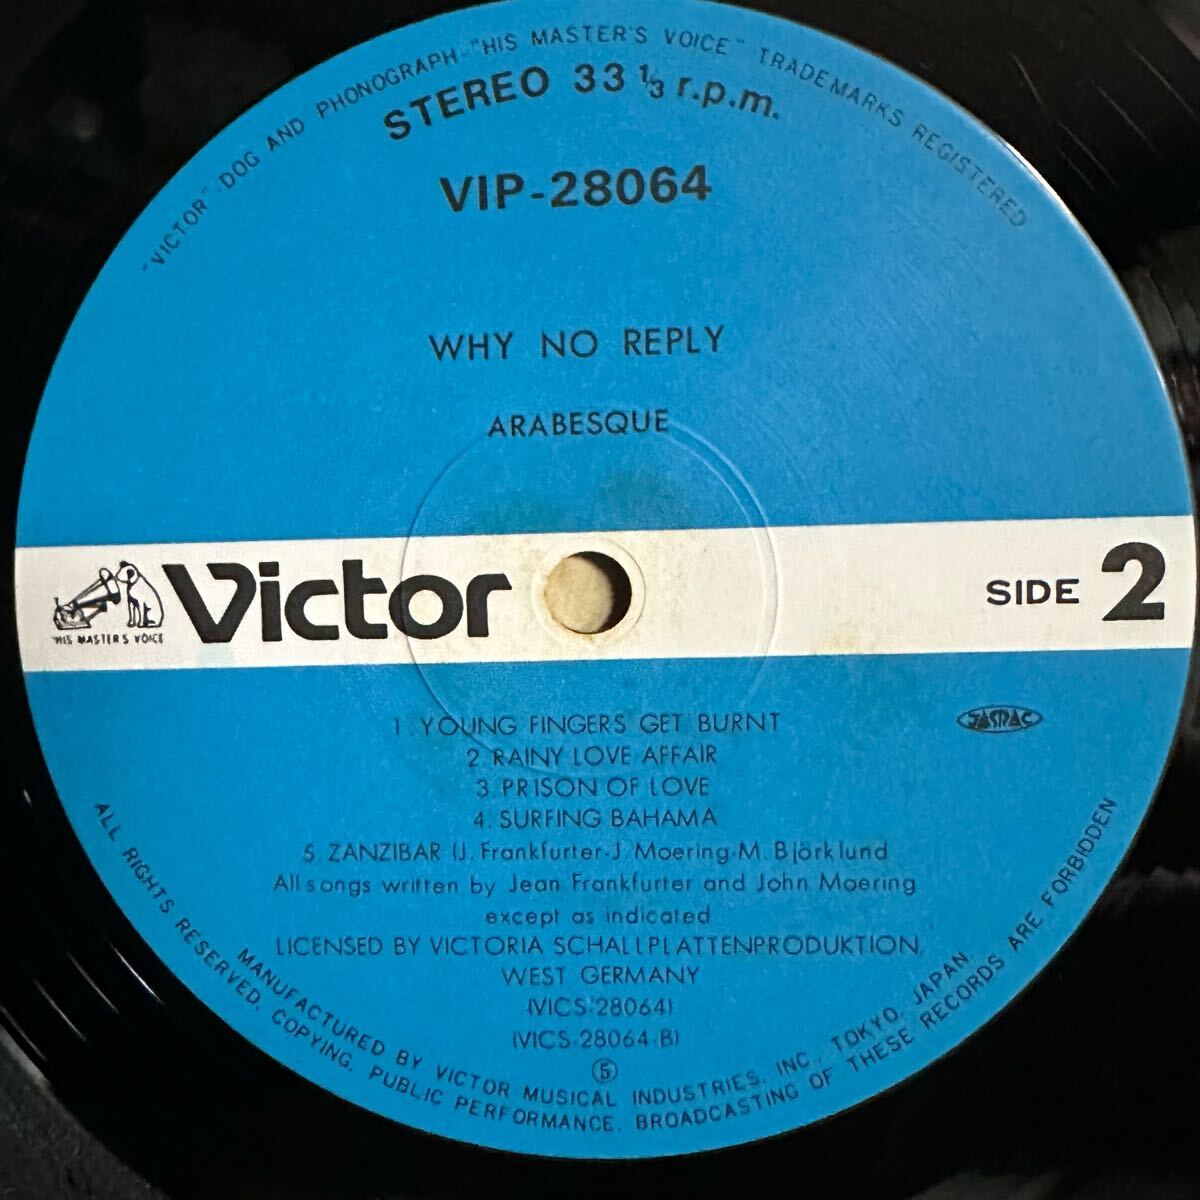 "VICTOR" DOG AND PHONOGRAPH - "HIS MASTER'S VOICE" TRADEMARKS REGISTERED
STEREO 33 1/3 r.p.m.
VIP-28064
WHY NO REPLY
ARABESQUE
"HIS MASTER'S VOICE"
Victor
SIDE 2
JASRAC
1. YOUNG FINGERS GET BURNT
2. RAINY LOVE AFFAIR
3. PRISON OF LOVE
4. SURFING BAHAMA
5. ZANZIBAR (J. Frankfurter-J. Moering-M. Björklund
All songs written by Jean Frankfurter and John Moering
except as indicated
LICENSED BY VICTORIA SCHALLPLATTENPRODUKTION,
WEST GERMANY
(VICS-28064)
(VICS-28064-B)
⑤
MANUFACTURED BY VICTOR MUSICAL INDUSTRIES, INC., TOKYO, JAPAN.
ALL RIGHTS RESERVED. COPYING, PUBLIC PERFORMANCE, BROADCASTING OF THESE RECORDS ARE FORBIDDEN